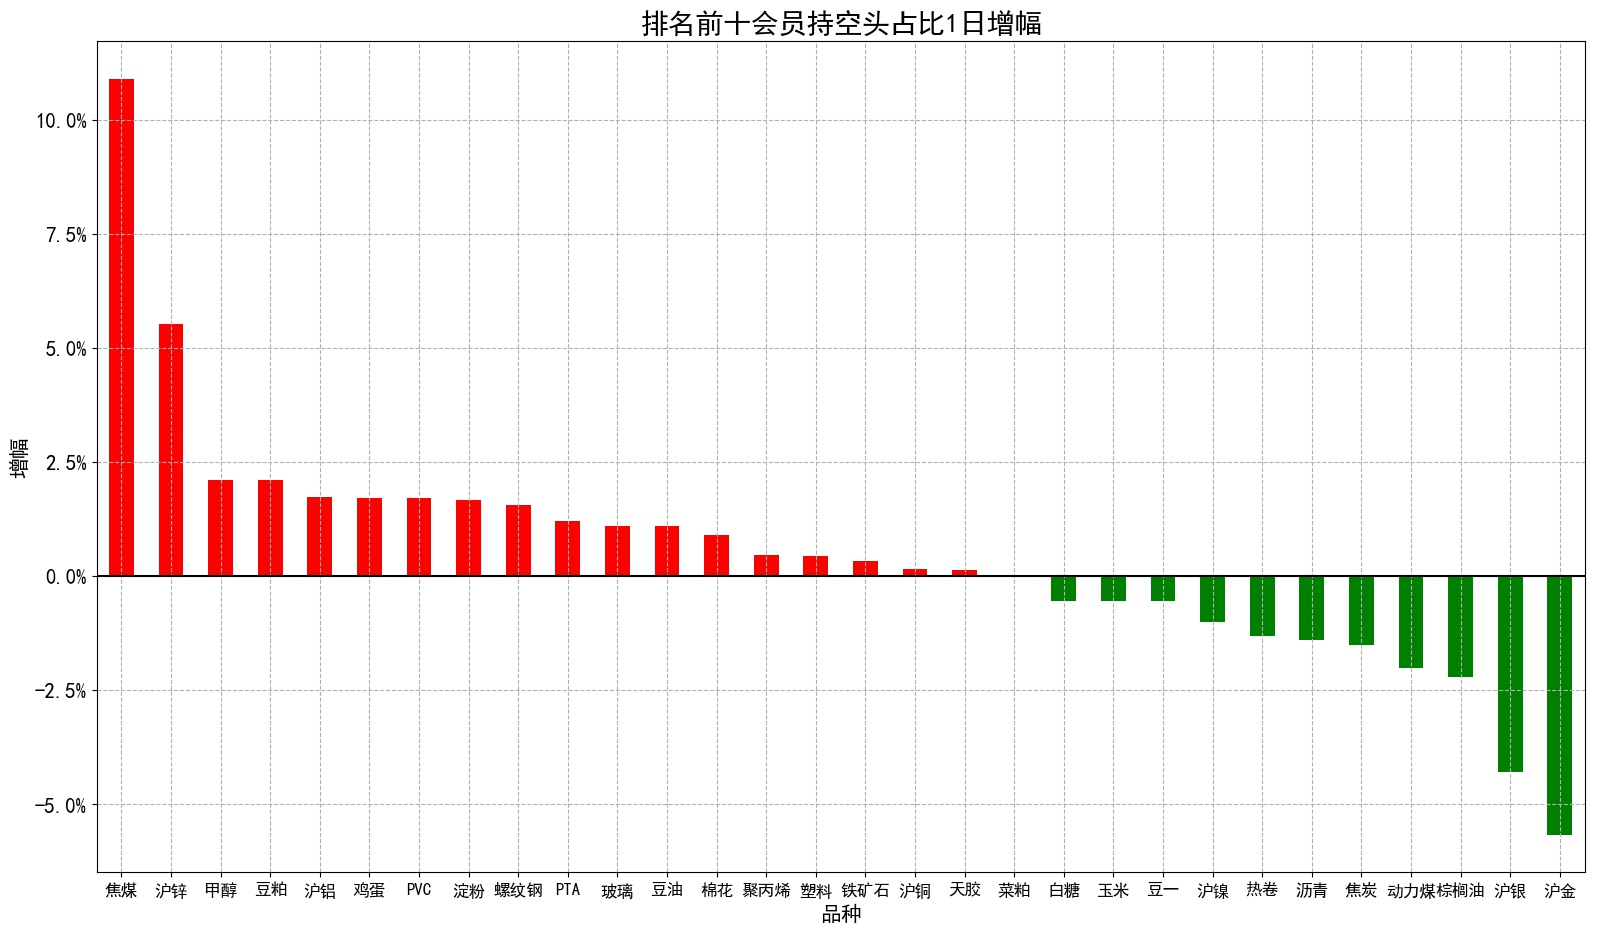 排名前十会员持空头占比1日增幅
10.0%
7.5%
5.0%
2.5%
0.0%
-2.5%
-5.0%
增幅
焦煤 沪锌 甲醇 豆粕 沪铝 鸡蛋 PVC 淀粉 螺纹钢 PTA 玻璃 豆油 棉花 聚丙烯 塑料 铁矿石 沪铜 天胶 菜粕 白糖 玉米 豆一 沪镍 热卷 沥青 焦炭 动力煤 棕榈油 沪银 沪金
品种